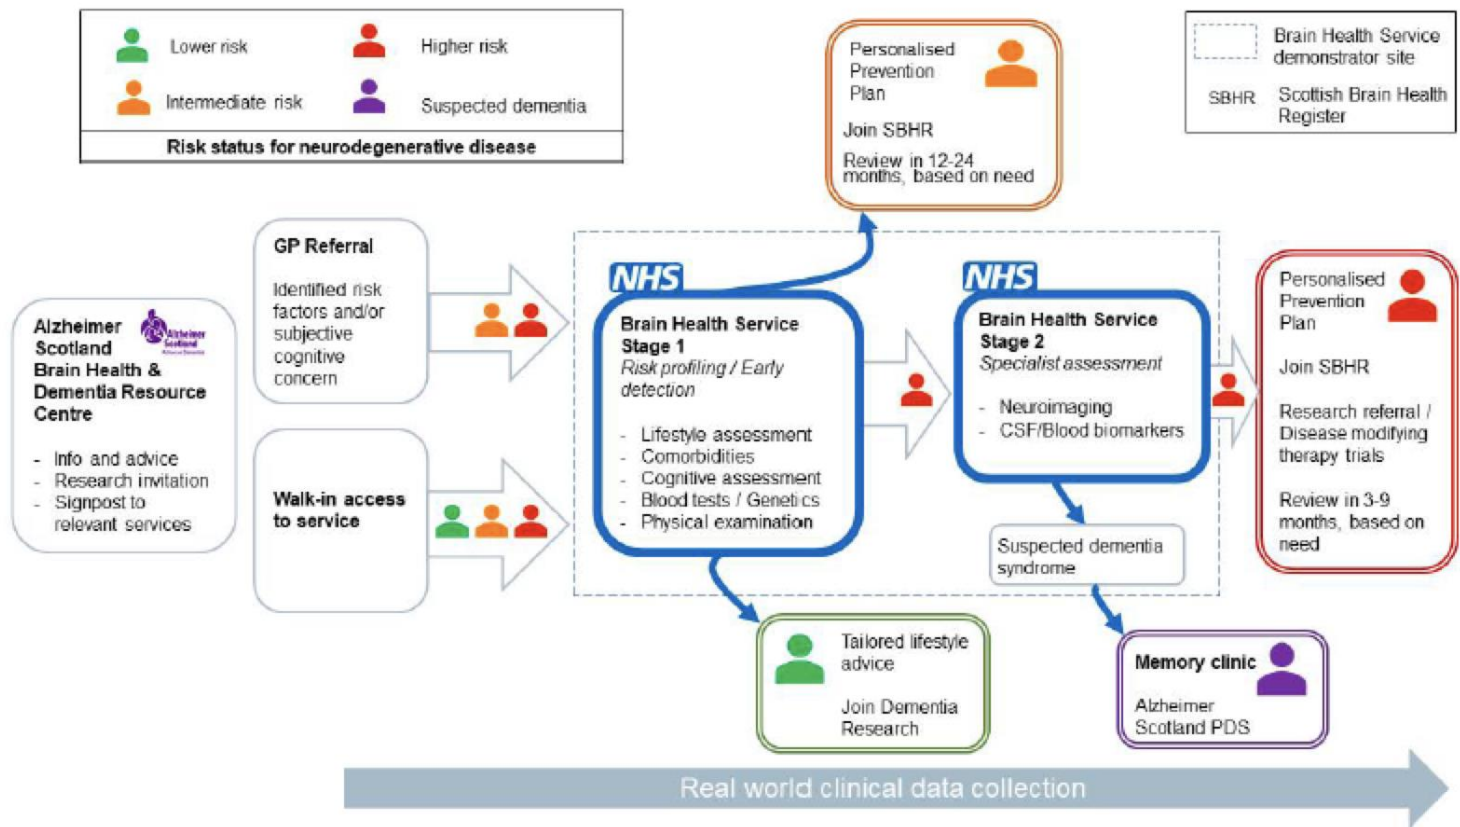 Lower risk
Higher risk
Intermediate risk
Suspected dementia
Risk status for neurodegenerative disease
Personalised
Prevention
Plan
Join SBHR
Review in 12-24
months, based on need
Brain Health Service
demonstrator site
SBHR
Scottish Brain Health
Register
Alzheimer
Scotland
Brain Health &
Dementia Resource
Centre
Alzheimer
Scotland
- Info and advice
- Research invitation
- Signpost to
relevant services
GP Referral
Identified risk
factors and/or
subjective
cognitive
concern
Walk-in access
to service
NHS
Brain Health Service
Stage 1
Risk profiling / Early
detection
- Lifestyle assessment
- Comorbidities
- Cognitive assessment
- Blood tests / Genetics
- Physical examination
NHS
Brain Health Service
Stage 2
Specialist assessment
- Neuroimaging
- CSF/Blood biomarkers
Suspected dementia
syndrome
Personalised
Prevention
Plan
Join SBHR
Research referral /
Disease modifying
therapy trials
Review in 3-9
months, based on
need
Tailored lifestyle
advice
Join Dementia
Research
Memory clinic
Alzheimer
Scotland PDS
Real world clinical data collection